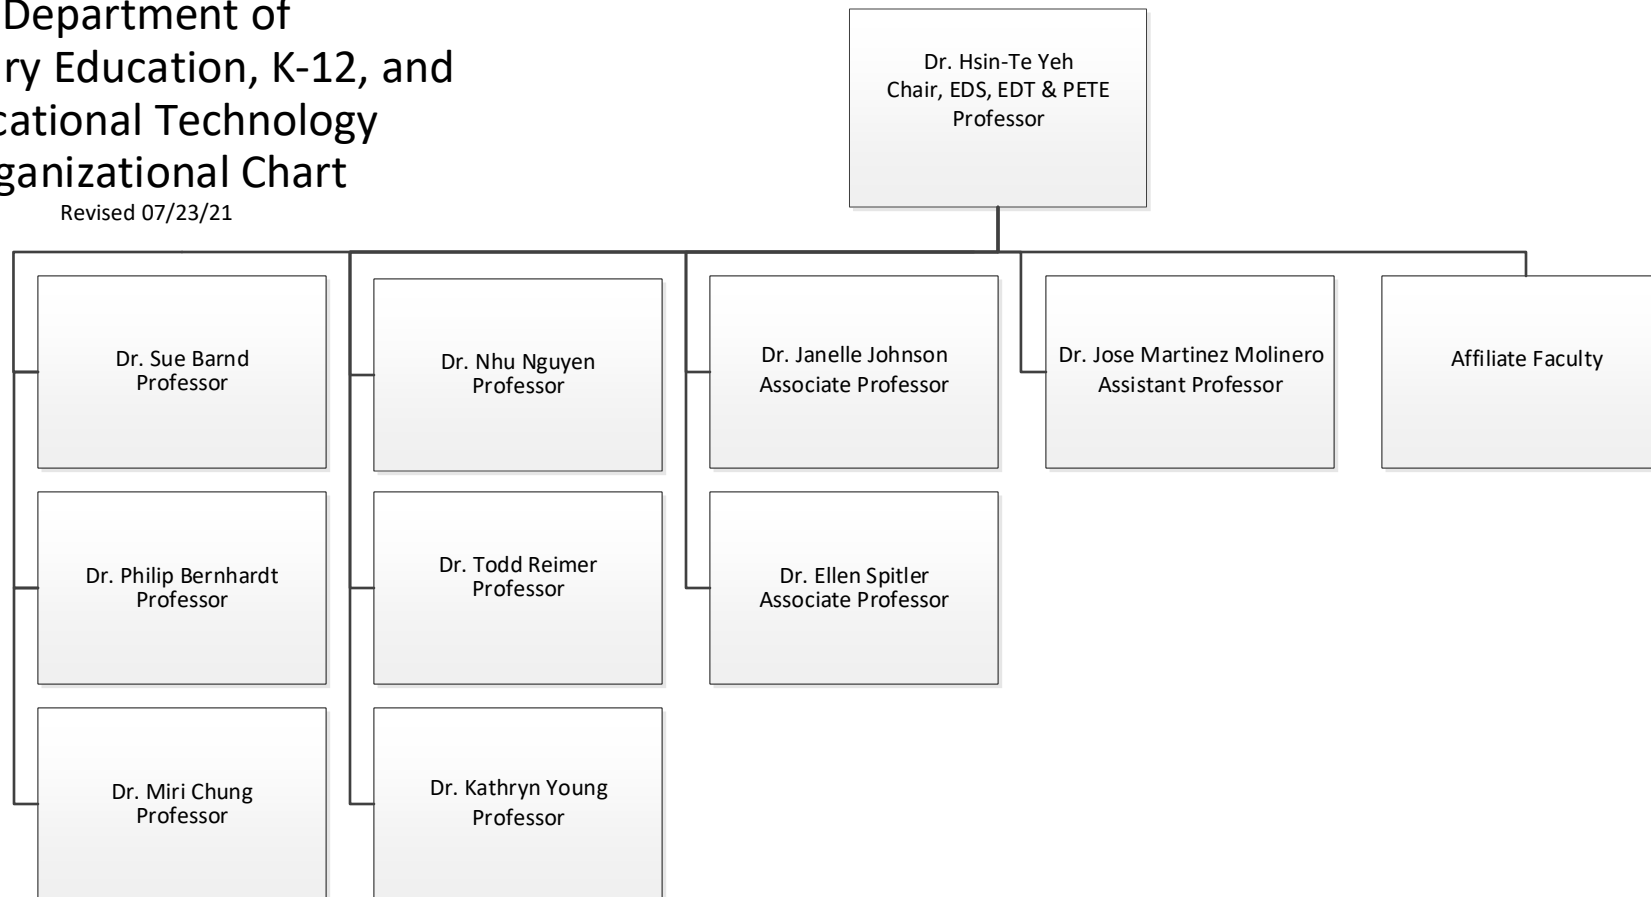 Department of
ry Education, K-12, and
cational Technology
ganizational Chart
Revised 07/23/21
Dr. Hsin-Te Yeh
Chair, EDS, EDT & PETE
Professor
Dr. Sue Barnd
Professor
Dr. Nhu Nguyen
Professor
Dr. Janelle Johnson
Associate Professor
Dr. Jose Martinez Molinero
Assistant Professor
Affiliate Faculty
Dr. Philip Bernhardt
Professor
Dr. Todd Reimer
Professor
Dr. Ellen Spitler
Associate Professor
Dr. Miri Chung
Professor
Dr. Kathryn Young
Professor